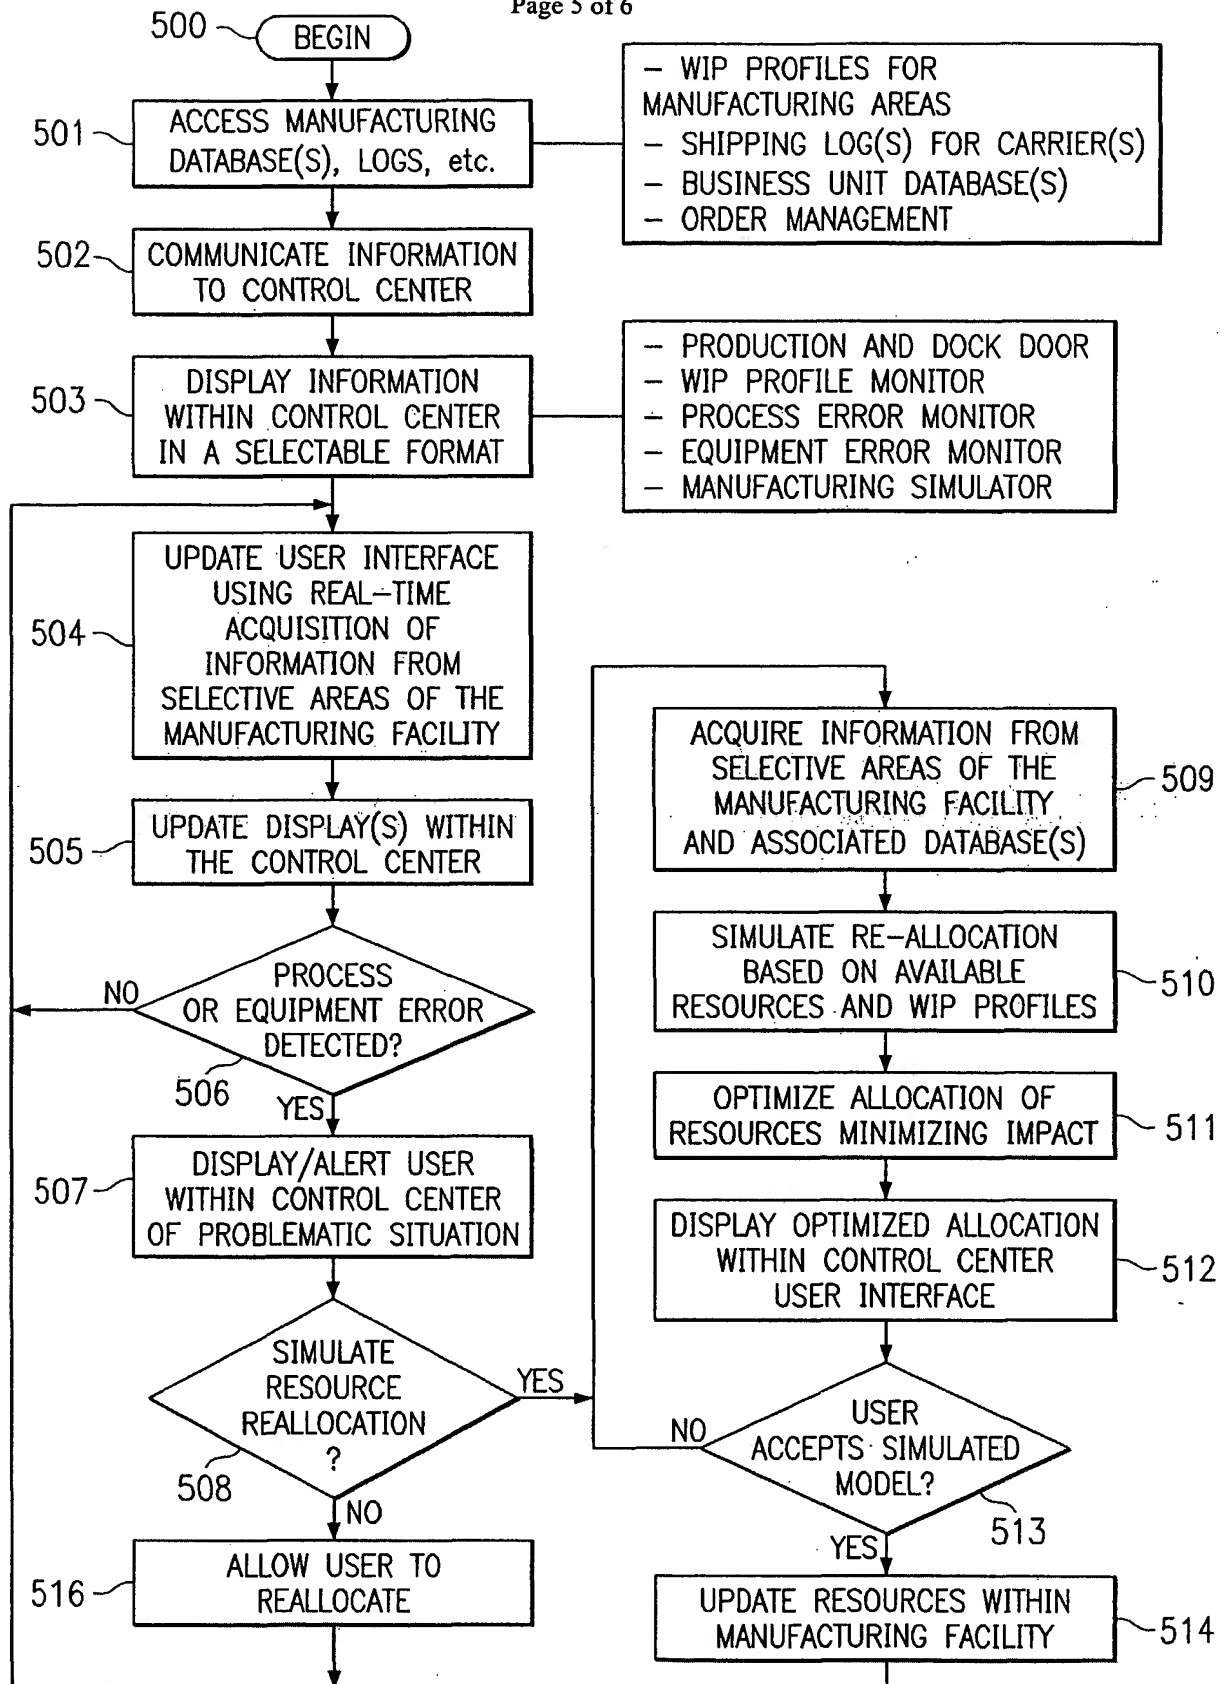 Page 5 of 6
500
BEGIN
501
ACCESS MANUFACTURING
DATABASE(S), LOGS, etc.
– WIP PROFILES FOR
MANUFACTURING AREAS
– SHIPPING LOG(S) FOR CARRIER(S)
– BUSINESS UNIT DATABASE(S)
– ORDER MANAGEMENT
502
COMMUNICATE INFORMATION
TO CONTROL CENTER
503
DISPLAY INFORMATION
WITHIN CONTROL CENTER
IN A SELECTABLE FORMAT
– PRODUCTION AND DOCK DOOR
– WIP PROFILE MONITOR
– PROCESS ERROR MONITOR
– EQUIPMENT ERROR MONITOR
– MANUFACTURING SIMULATOR
504
UPDATE USER INTERFACE
USING REAL–TIME
ACQUISITION OF
INFORMATION FROM
SELECTIVE AREAS OF THE
MANUFACTURING FACILITY
505
UPDATE DISPLAY(S) WITHIN
THE CONTROL CENTER
NO
PROCESS
OR EQUIPMENT ERROR
DETECTED?
506
YES
507
DISPLAY/ALERT USER
WITHIN CONTROL CENTER
OF PROBLEMATIC SITUATION
SIMULATE
RESOURCE
REALLOCATION
?
508
YES
NO
516
ALLOW USER TO
REALLOCATE
ACQUIRE INFORMATION FROM
SELECTIVE AREAS OF THE
MANUFACTURING FACILITY
AND ASSOCIATED DATABASE(S)
509
SIMULATE RE–ALLOCATION
BASED ON AVAILABLE
RESOURCES AND WIP PROFILES
510
OPTIMIZE ALLOCATION OF
RESOURCES MINIMIZING IMPACT
511
DISPLAY OPTIMIZED ALLOCATION
WITHIN CONTROL CENTER
USER INTERFACE
512
NO
USER
ACCEPTS SIMULATED
MODEL?
513
YES
UPDATE RESOURCES WITHIN
MANUFACTURING FACILITY
514